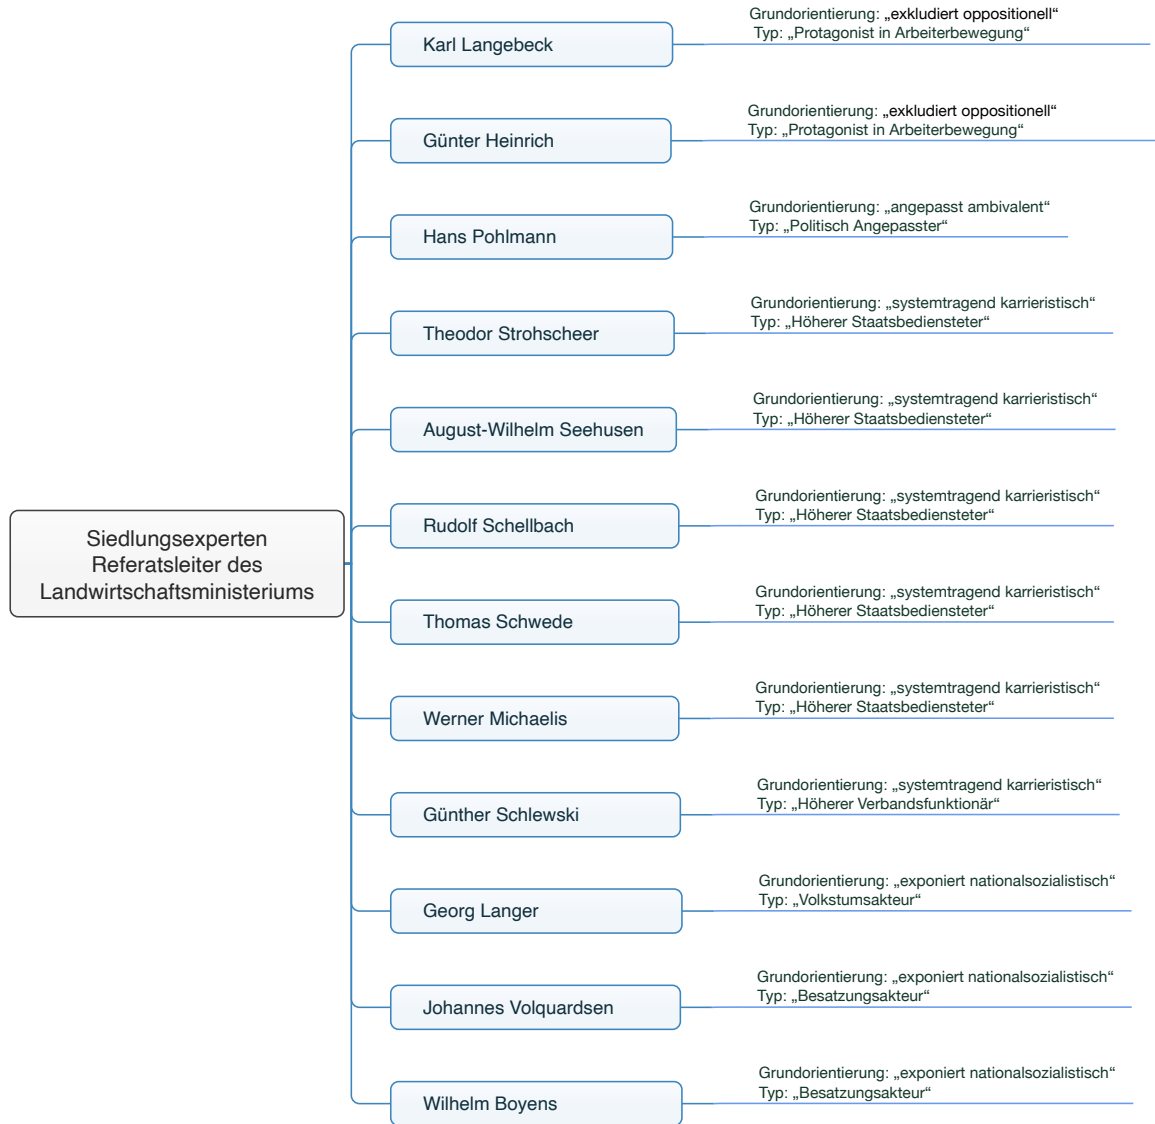 Siedlungsexperten
Referatsleiter des
Landwirtschaftsministeriums
Karl Langebeck
Grundorientierung: „exkludiert oppositionell“
Typ: „Protagonist in Arbeiterbewegung“
Günter Heinrich
Grundorientierung: „exkludiert oppositionell“
Typ: „Protagonist in Arbeiterbewegung“
Hans Pohlmann
Grundorientierung: „angepasst ambivalent“
Typ: „Politisch Angepasster“
Theodor Strohscheer
Grundorientierung: „systemtragend karrieristisch“
Typ: „Höherer Staatsbediensteter“
August-Wilhelm Seehusen
Grundorientierung: „systemtragend karrieristisch“
Typ: „Höherer Staatsbediensteter“
Rudolf Schellbach
Grundorientierung: „systemtragend karrieristisch“
Typ: „Höherer Staatsbediensteter“
Thomas Schwede
Grundorientierung: „systemtragend karrieristisch“
Typ: „Höherer Staatsbediensteter“
Werner Michaelis
Grundorientierung: „systemtragend karrieristisch“
Typ: „Höherer Staatsbediensteter“
Günther Schlewski
Grundorientierung: „systemtragend karrieristisch“
Typ: „Höherer Verbandsfunktionär“
Georg Langer
Grundorientierung: „exponiert nationalsozialistisch“
Typ: „Volkstumsakteur“
Johannes Volquardsen
Grundorientierung: „exponiert nationalsozialistisch“
Typ: „Besatzungsakteur“
Wilhelm Boyens
Grundorientierung: „exponiert nationalsozialistisch“
Typ: „Besatzungsakteur“